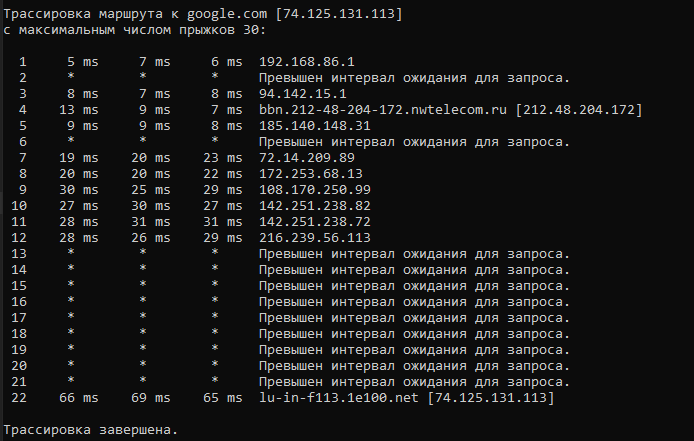 Трассировка маршрута к google.com [74.125.131.113]
с максимальным числом прыжков 30:
1 5 ms 7 ms 6 ms 192.168.86.1
2 * * * Превышен интервал ожидания для запроса.
3 8 ms 7 ms 8 ms 94.142.15.1
4 13 ms 9 ms 7 ms bbn.212-48-204-172.nwtelecom.ru [212.48.204.172]
5 9 ms 9 ms 8 ms 185.140.148.31
6 * * * Превышен интервал ожидания для запроса.
7 19 ms 20 ms 23 ms 72.14.209.89
8 20 ms 20 ms 22 ms 172.253.68.13
9 30 ms 25 ms 29 ms 108.170.250.99
10 27 ms 30 ms 27 ms 142.251.238.82
11 28 ms 31 ms 31 ms 142.251.238.72
12 28 ms 26 ms 29 ms 216.239.56.113
13 * * * Превышен интервал ожидания для запроса.
14 * * * Превышен интервал ожидания для запроса.
15 * * * Превышен интервал ожидания для запроса.
16 * * * Превышен интервал ожидания для запроса.
17 * * * Превышен интервал ожидания для запроса.
18 * * * Превышен интервал ожидания для запроса.
19 * * * Превышен интервал ожидания для запроса.
20 * * * Превышен интервал ожидания для запроса.
21 * * * Превышен интервал ожидания для запроса.
22 66 ms 69 ms 65 ms lu-in-f113.1e100.net [74.125.131.113]
Трассировка завершена.